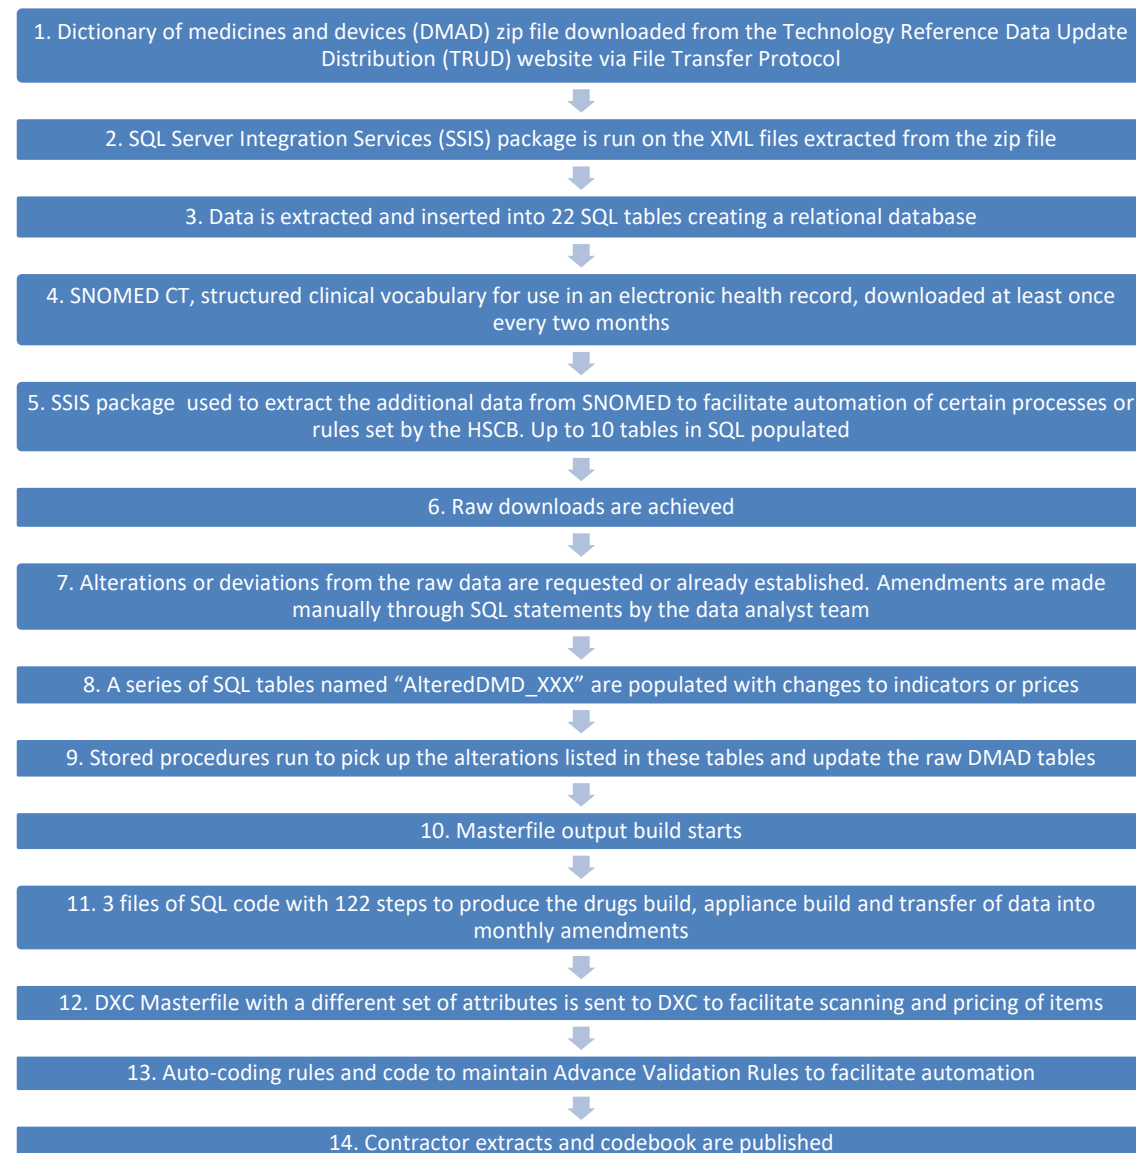 1. Dictionary of medicines and devices (DMAD) zip file downloaded from the Technology Reference Data Update
Distribution (TRUD) website via File Transfer Protocol
2. SQL Server Integration Services (SSIS) package is run on the XML files extracted from the zip file
3. Data is extracted and inserted into 22 SQL tables creating a relational database
4. SNOMED CT, structured clinical vocabulary for use in an electronic health record, downloaded at least once
every two months
5. SSIS package used to extract the additional data from SNOMED to facilitate automation of certain processes or
rules set by the HSCB. Up to 10 tables in SQL populated
6. Raw downloads are achieved
7. Alterations or deviations from the raw data are requested or already established. Amendments are made
manually through SQL statements by the data analyst team
8. A series of SQL tables named “AlteredDMD_XXX” are populated with changes to indicators or prices
9. Stored procedures run to pick up the alterations listed in these tables and update the raw DMAD tables
10. Masterfile output build starts
11. 3 files of SQL code with 122 steps to produce the drugs build, appliance build and transfer of data into
monthly amendments
12. DXC Masterfile with a different set of attributes is sent to DXC to facilitate scanning and pricing of items
13. Auto-coding rules and code to maintain Advance Validation Rules to facilitate automation
14. Contractor extracts and codebook are published